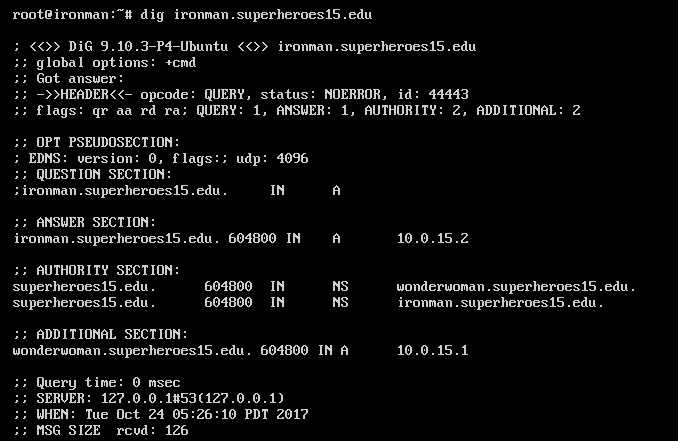 root@ironman:~# dig ironman.superheroes15.edu
; <<>> DiG 9.10.3-P4-Ubuntu <<>> ironman.superheroes15.edu
;; global options: +cmd
;; Got answer:
;; ->>HEADER<<- opcode: QUERY, status: NOERROR, id: 44443
;; flags: qr aa rd ra; QUERY: 1, ANSWER: 1, AUTHORITY: 2, ADDITIONAL: 2
;; OPT PSEUDOSECTION:
; EDNS: version: 0, flags:; udp: 4096
;; QUESTION SECTION:
;ironman.superheroes15.edu. IN A
;; ANSWER SECTION:
ironman.superheroes15.edu. 604800 IN A 10.0.15.2
;; AUTHORITY SECTION:
superheroes15.edu. 604800 IN NS wonderwoman.superheroes15.edu.
superheroes15.edu. 604800 IN NS ironman.superheroes15.edu.
;; ADDITIONAL SECTION:
wonderwoman.superheroes15.edu. 604800 IN A 10.0.15.1
;; Query time: 0 msec
;; SERVER: 127.0.0.1#53(127.0.0.1)
;; WHEN: Tue Oct 24 05:26:10 PDT 2017
;; MSG SIZE rcvd: 126